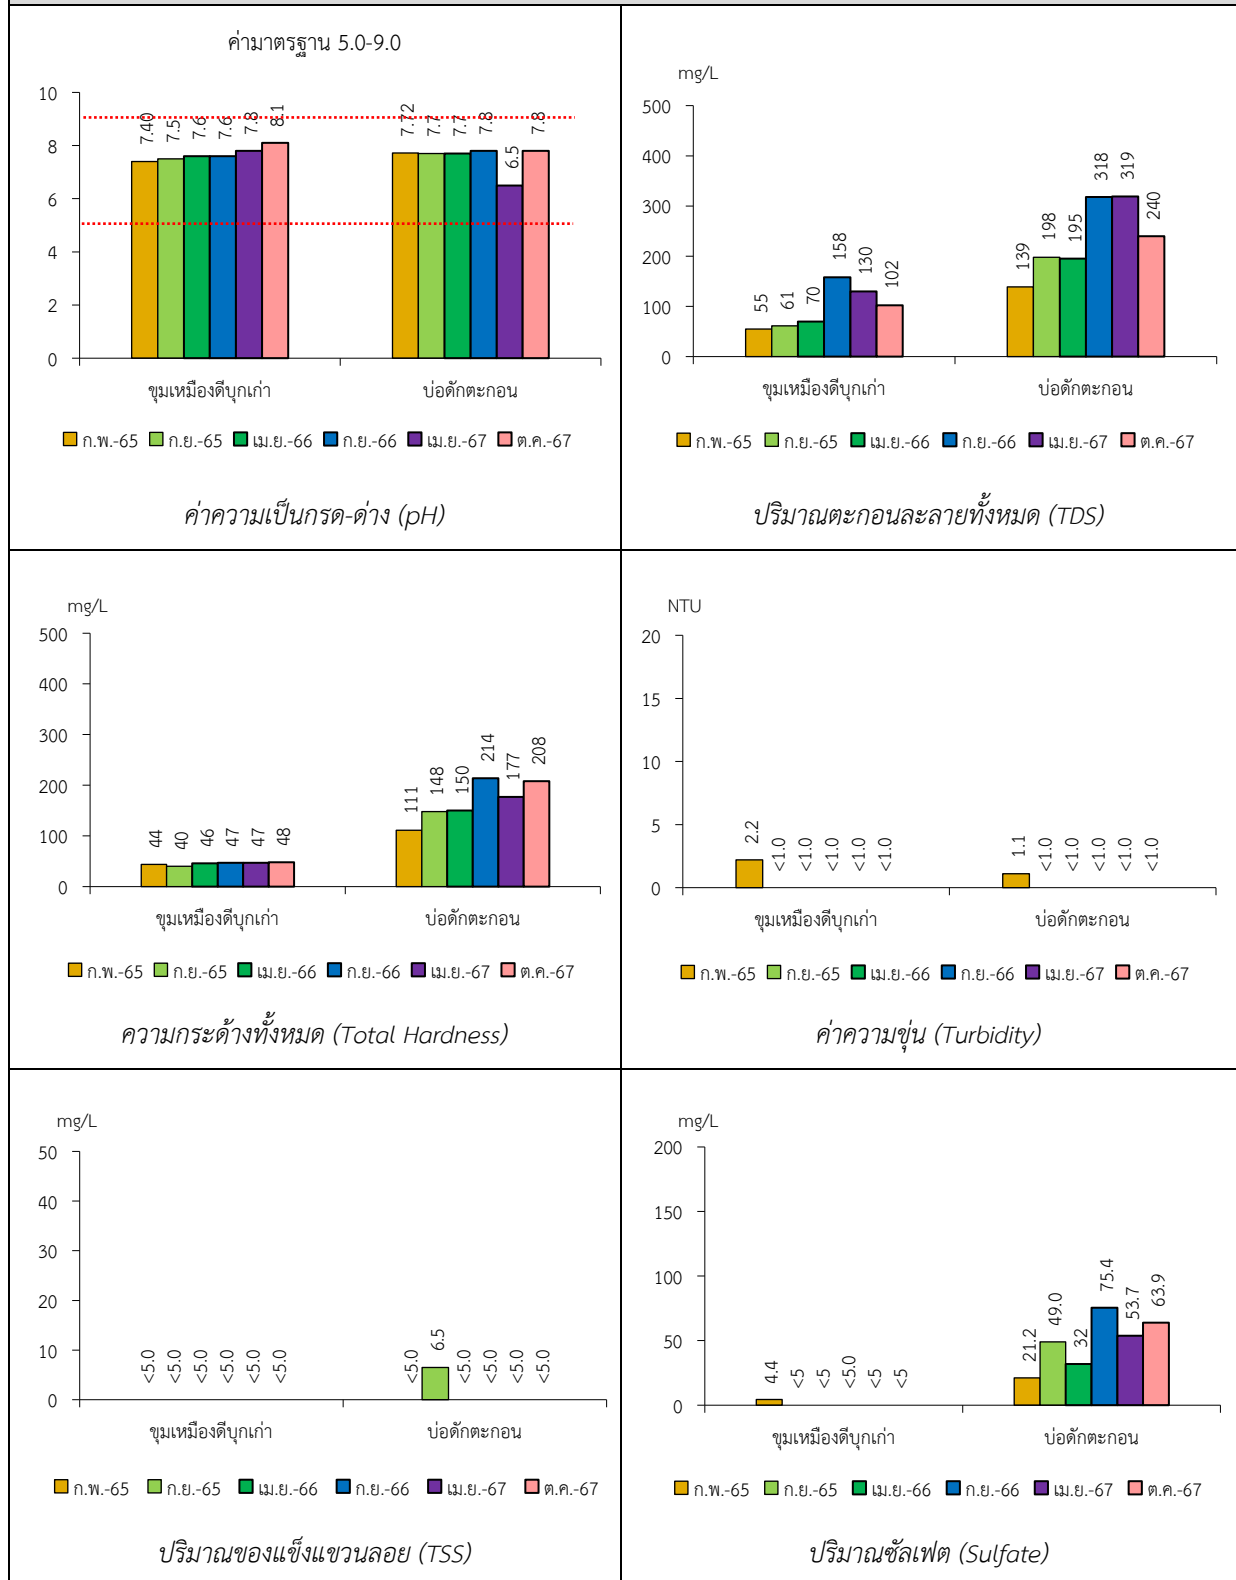 ค่ามาตรฐาน 5.0-9.0
10
8
6
4
2
0
7.40 7.5 7.6 7.6 7.8 8.1
7.72 7.7 7.7 7.8 6.5 7.8
ขุมเหมืองดีบุกเก่า บ่อดักตะกอน
ก.พ.-65 ก.ย.-65 เม.ย.-66 ก.ย.-66 เม.ย.-67 ต.ค.-67
ค่าความเป็นกรด-ด่าง (pH)
mg/L
500
400
300
200
100
0
55 61 70 158 130 102
139 198 195 318 319 240
ขุมเหมืองดีบุกเก่า บ่อดักตะกอน
ก.พ.-65 ก.ย.-65 เม.ย.-66 ก.ย.-66 เม.ย.-67 ต.ค.-67
ปริมาณตะกอนละลายทั้งหมด (TDS)
mg/L
500
400
300
200
100
0
44 40 46 47 47 48
111 148 150 214 177 208
ขุมเหมืองดีบุกเก่า บ่อดักตะกอน
ก.พ.-65 ก.ย.-65 เม.ย.-66 ก.ย.-66 เม.ย.-67 ต.ค.-67
ความกระด้างทั้งหมด (Total Hardness)
NTU
20
15
10
5
0
2.2 <1.0 <1.0 <1.0 <1.0
1.1 <1.0 <1.0 <1.0 <1.0 <1.0
ขุมเหมืองดีบุกเก่า บ่อดักตะกอน
ก.พ.-65 ก.ย.-65 เม.ย.-66 ก.ย.-66 เม.ย.-67 ต.ค.-67
ค่าความขุ่น (Turbidity)
mg/L
50
40
30
20
10
0
<5.0 <5.0 <5.0 <5.0 <5.0 <5.0
<5.0 6.5 <5.0 <5.0 <5.0 <5.0
ขุมเหมืองดีบุกเก่า บ่อดักตะกอน
ก.พ.-65 ก.ย.-65 เม.ย.-66 ก.ย.-66 เม.ย.-67 ต.ค.-67
ปริมาณของแข็งแขวนลอย (TSS)
mg/L
200
150
100
50
0
4.4 <5 <5 <5.0 <5 <5
21.2 49.0 32 75.4 53.7 63.9
ขุมเหมืองดีบุกเก่า บ่อดักตะกอน
ก.พ.-65 ก.ย.-65 เม.ย.-66 ก.ย.-66 เม.ย.-67 ต.ค.-67
ปริมาณซัลเฟต (Sulfate)